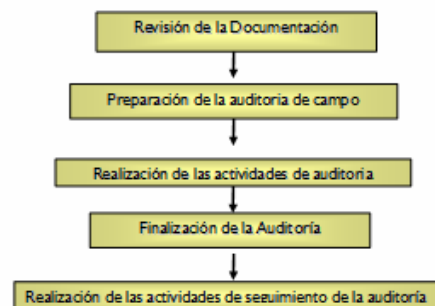 Revisión de la Documentación
Preparación de la auditoria de campo
Realización de las actividades de auditoria
Finalización de la Auditoría
Realización de las actividades de seguimiento de la auditoría